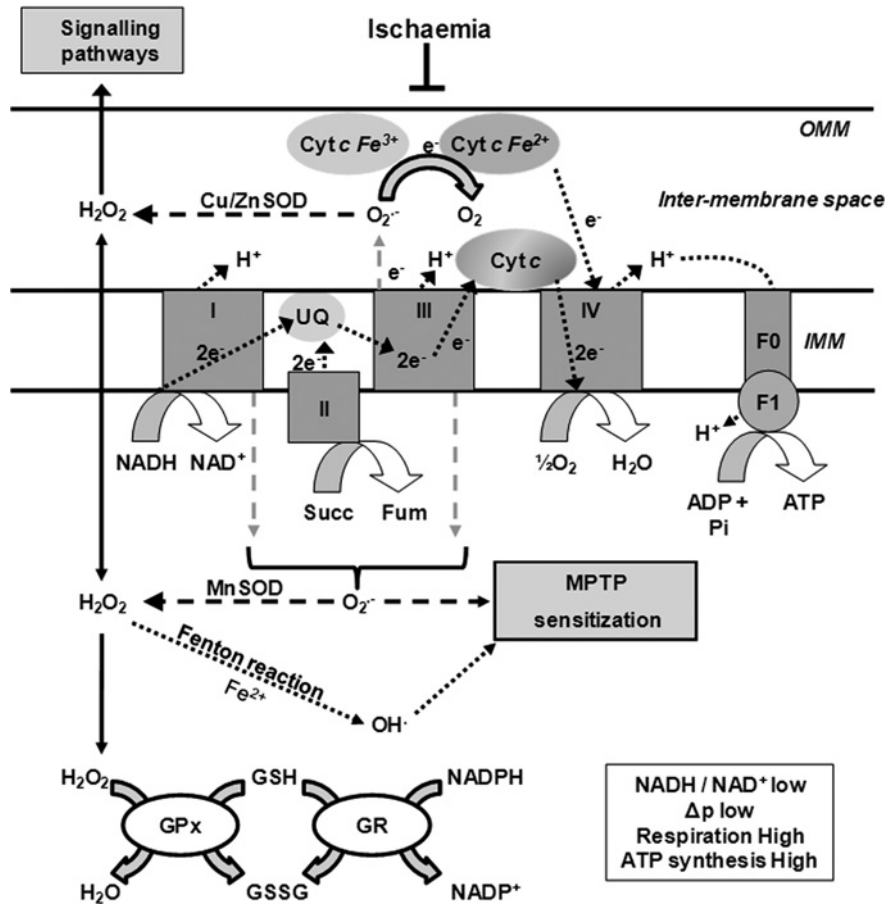 Signalling
pathways
Ischaemia
OMM
Cyt c Fe³⁺
e⁻
Cyt c Fe²⁺
Cu/Zn SOD
H₂O₂
O₂·⁻
O₂
Inter-membrane space
e⁻
H⁺
e⁻
H⁺
Cyt c
H⁺
I
UQ
III
IV
F0
IMM
2e⁻
2e⁻
2e⁻
e⁻
2e⁻
II
F1
H⁺
NADH
NAD⁺
½O₂
H₂O
Succ
Fum
ADP +
Pi
ATP
MnSOD
H₂O₂
O₂·⁻
MPTP
sensitization
Fenton reaction
Fe²⁺
OH·
H₂O₂
GSH
NADPH
GPx
GR
H₂O
GSSG
NADP⁺
NADH / NAD⁺ low
Δp low
Respiration High
ATP synthesis High